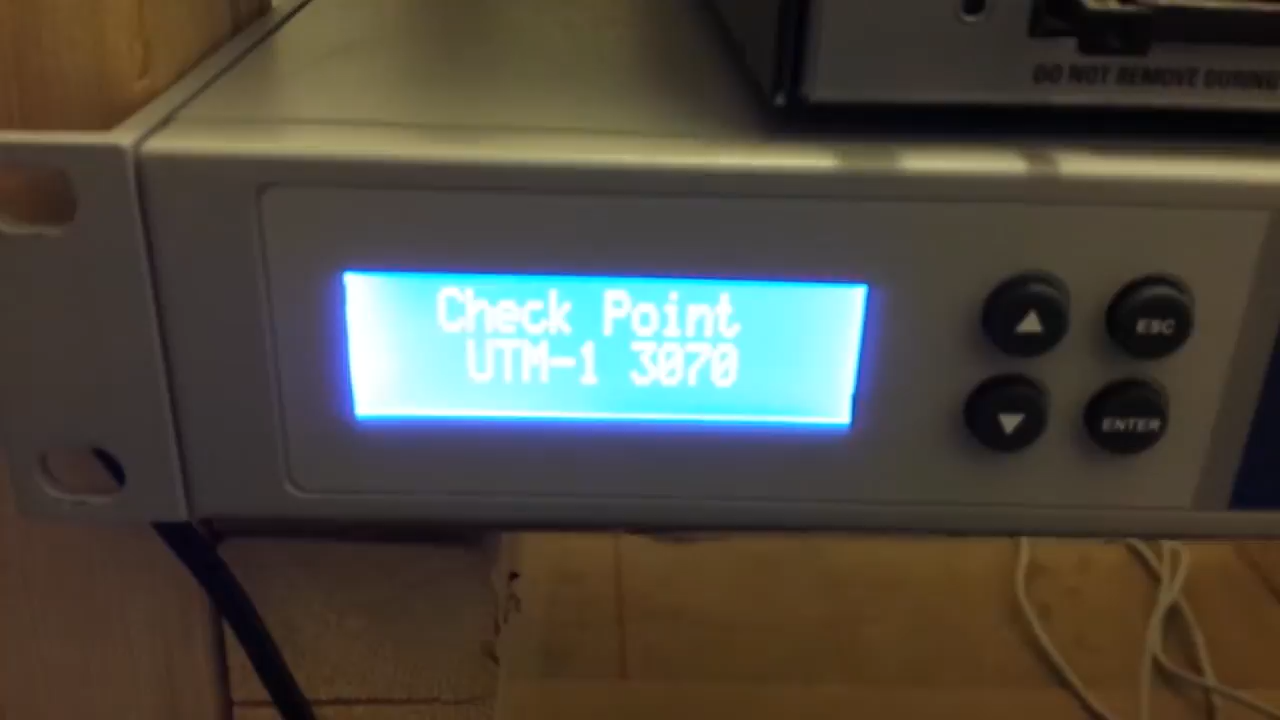 DO NOT REMOVE DURING
Check Point
UTM-1 3070
ESC
ENTER